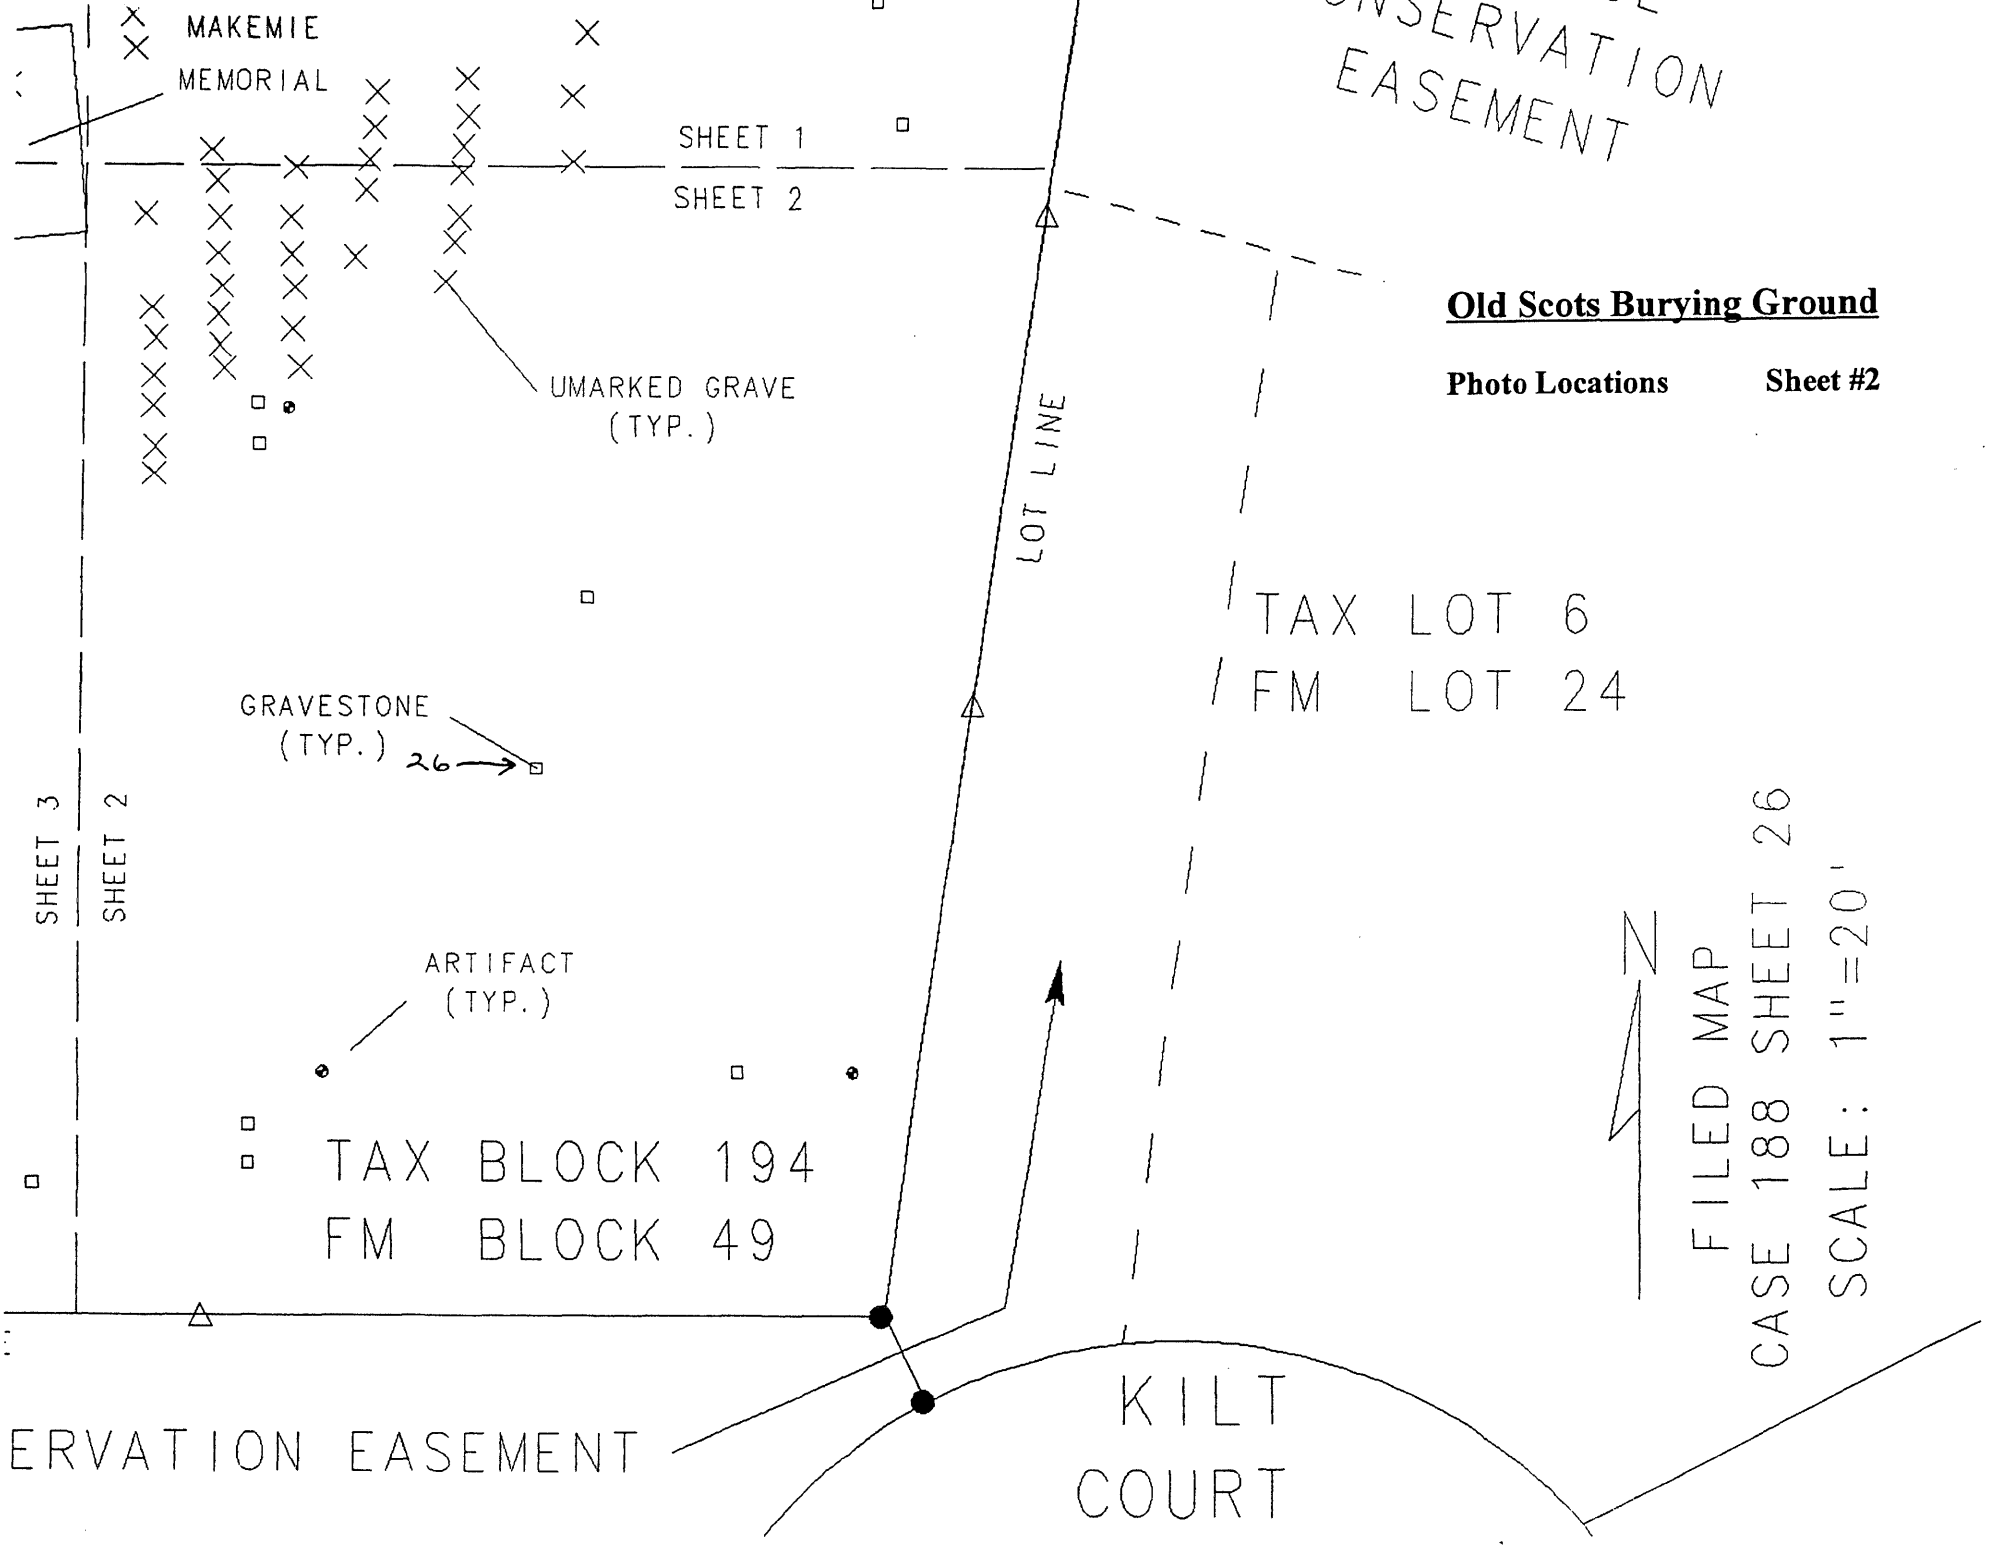 MAKEMIE
MEMORIAL
NSERVATION
EASEMENT
SHEET 1
SHEET 2
Old Scots Burying Ground
Photo Locations Sheet #2
UMARKED GRAVE
(TYP.)
LOT LINE
TAX LOT 6
FM LOT 24
GRAVESTONE
(TYP.)
26
SHEET 3
SHEET 2
ARTIFACT
(TYP.)
N
FILED MAP
CASE 188 SHEET 26
SCALE: 1"=20'
TAX BLOCK 194
FM BLOCK 49
ERVATION EASEMENT
KILT
COURT